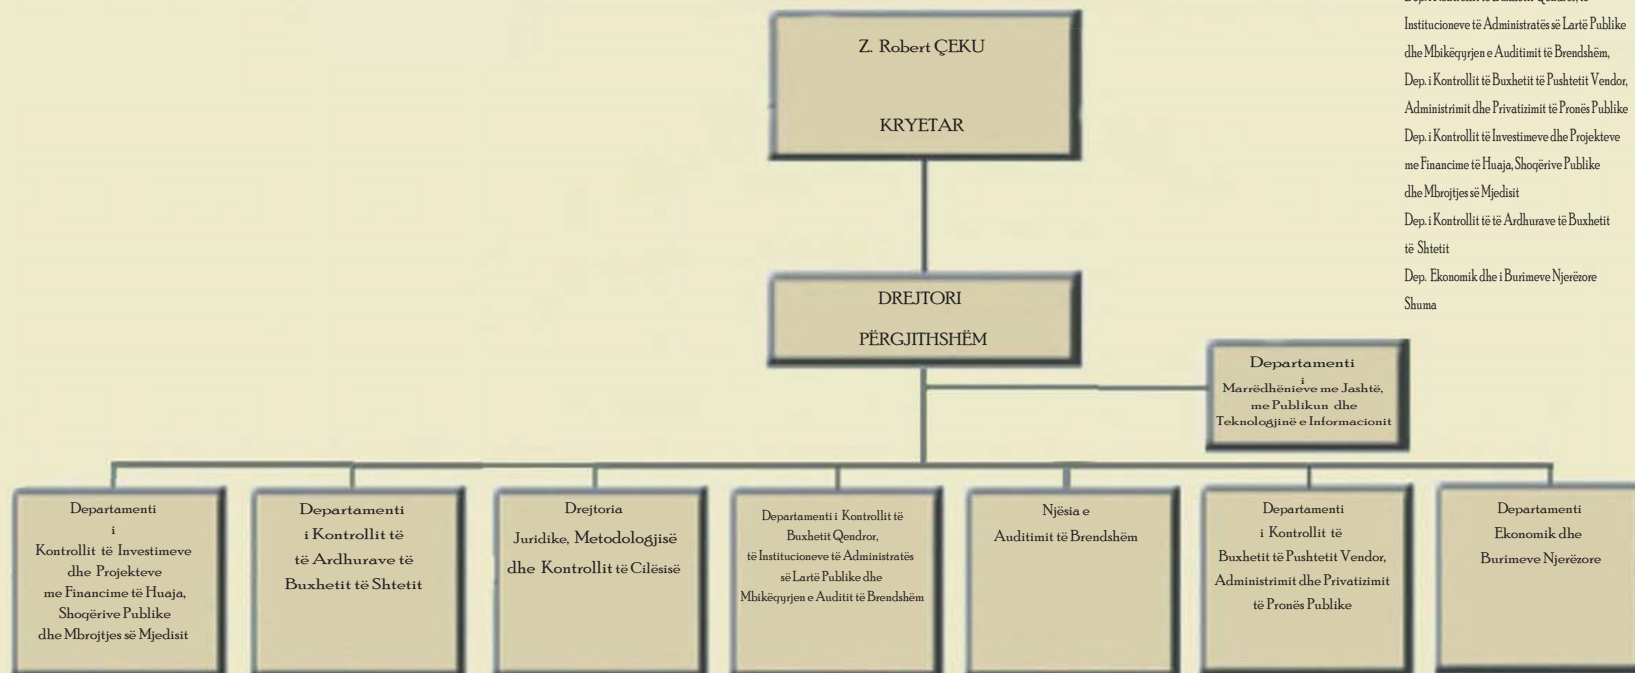 Institucioneve të Administratës së Lartë Publike
dhe Mbikëqyrjen e Auditimit të Brendshëm,
Dep. i Kontrollit të Buxhetit të Pushtetit Vendor,
Administrimit dhe Privatizimit të Pronës Publike
Dep. i Kontrollit të Investimeve dhe Projekteve
me Financime të Huaja, Shoqërive Publike
dhe Mbrojtjes së Mjedisit
Dep. i Kontrollit të të Ardhurave të Buxhetit
të Shtetit
Dep. Ekonomik dhe i Burimeve Njerëzore
Shuma
Z. Robert ÇEKU
KRYETAR
DREJTORI
PËRGJITHSHËM
Departamenti
i
Marrëdhënieve me Jashtë,
me Publikun dhe
Teknologjinë e Informacionit
Departamenti
i
Kontrollit të Investimeve
dhe Projekteve
me Financime të Huaja,
Shoqërive Publike
dhe Mbrojtjes së Mjedisit
Departamenti
i Kontrollit të
të Ardhurave të
Buxhetit të Shtetit
Drejtoria
Juridike, Metodologjisë
dhe Kontrollit të Cilësisë
Departamenti i Kontrollit të
Buxhetit Qendror,
të Institucioneve të Administratës
së Lartë Publike dhe
Mbikëqyrjen e Auditit të Brendshëm
Njësia e
Auditimit të Brendshëm
Departamenti
i Kontrollit të
Buxhetit të Pushtetit Vendor,
Administrimit dhe Privatizimit
të Pronës Publike
Departamenti
Ekonomik dhe
Burimeve Njerëzore